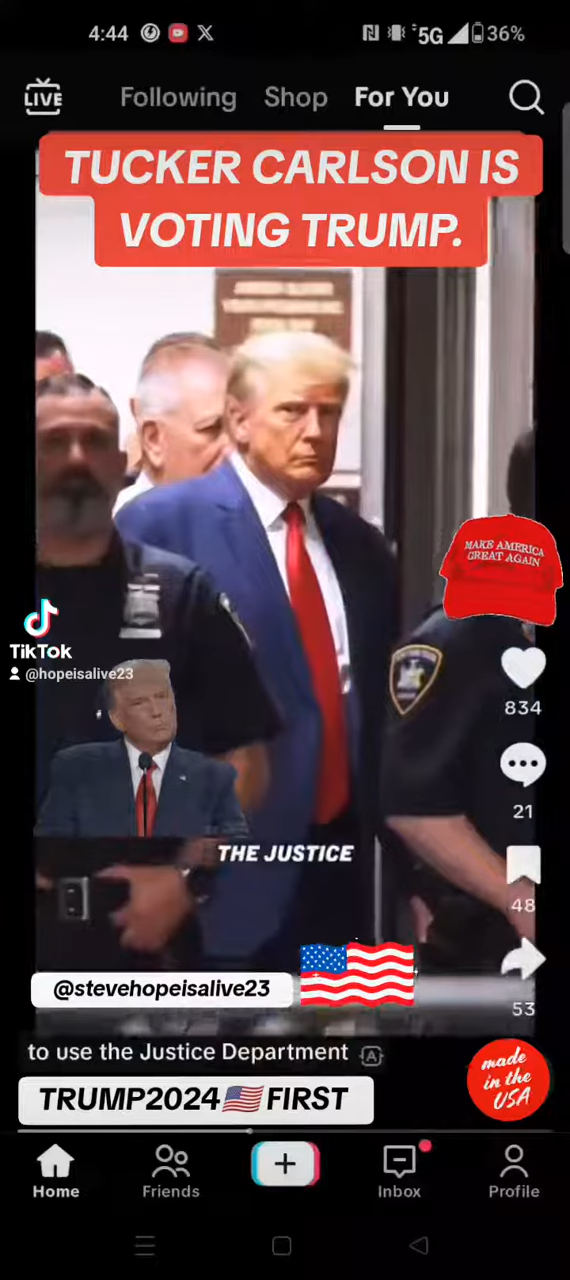 4:44
5G
36%
LIVE
Following
Shop
For You
TUCKER CARLSON IS
VOTING TRUMP.
MAKE AMERICA
GREAT AGAIN
TikTok
@hopeisalive23
834
21
THE JUSTICE
48
@stevehopeisalive23
53
to use the Justice Department
A
made
in the
USA
TRUMP2024🇺🇸FIRST
Home
Friends
Inbox
Profile